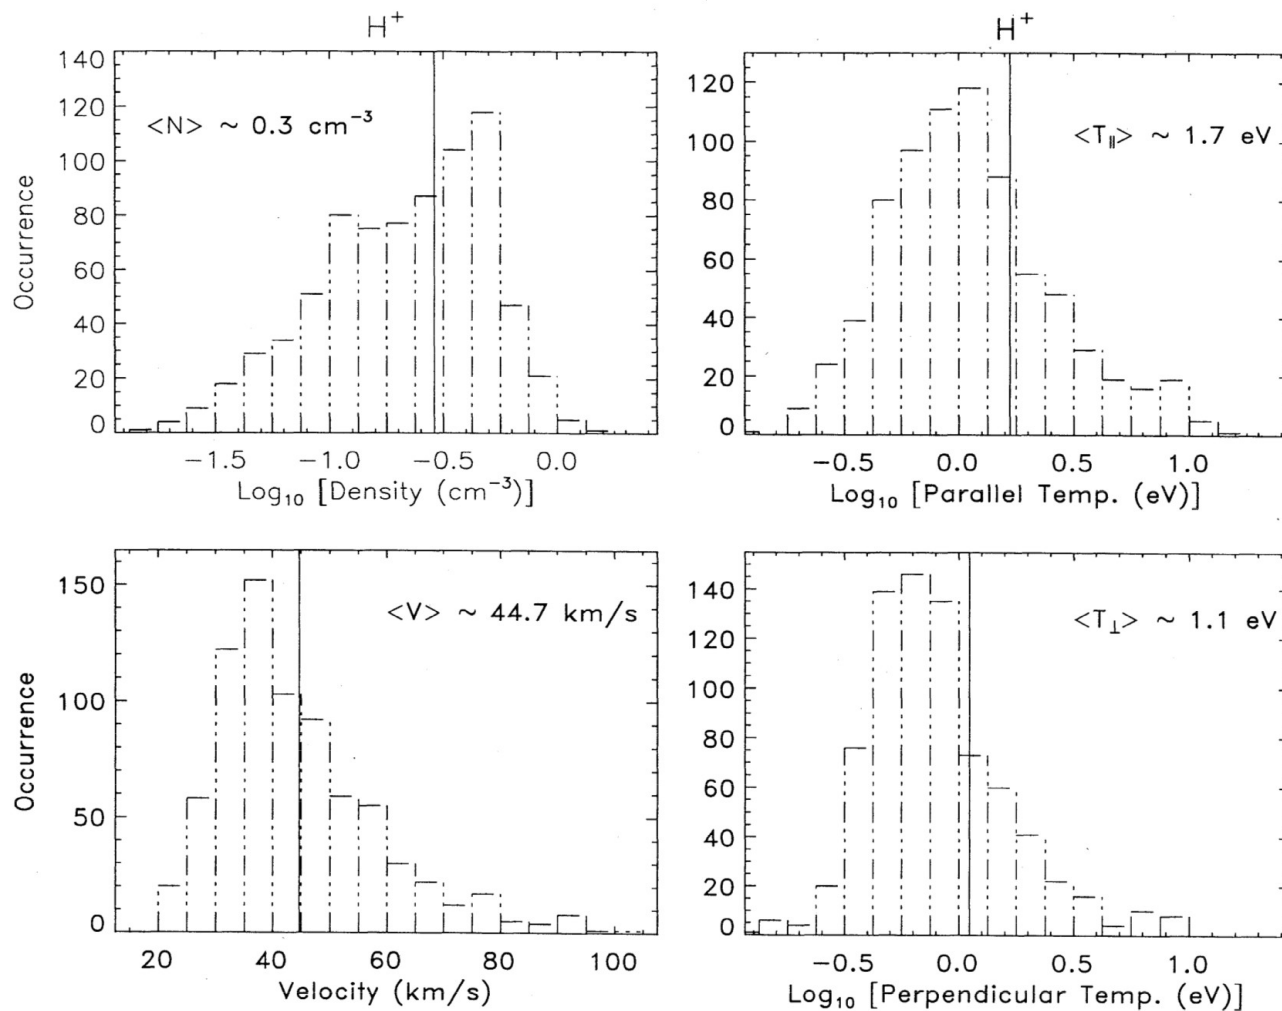 H⁺
140
120
100
80
60
40
20
0
Occurrence
<N> ~ 0.3 cm⁻³
−1.5 −1.0 −0.5 0.0
Log₁₀ [Density (cm⁻³)]
H⁺
120
100
80
60
40
20
0
<T∥> ~ 1.7 eV
−0.5 0.0 0.5 1.0
Log₁₀ [Parallel Temp. (eV)]
150
100
50
0
Occurrence
<V> ~ 44.7 km/s
20 40 60 80 100
Velocity (km/s)
140
120
100
80
60
40
20
0
<T⊥> ~ 1.1 eV
−0.5 0.0 0.5 1.0
Log₁₀ [Perpendicular Temp. (eV)]